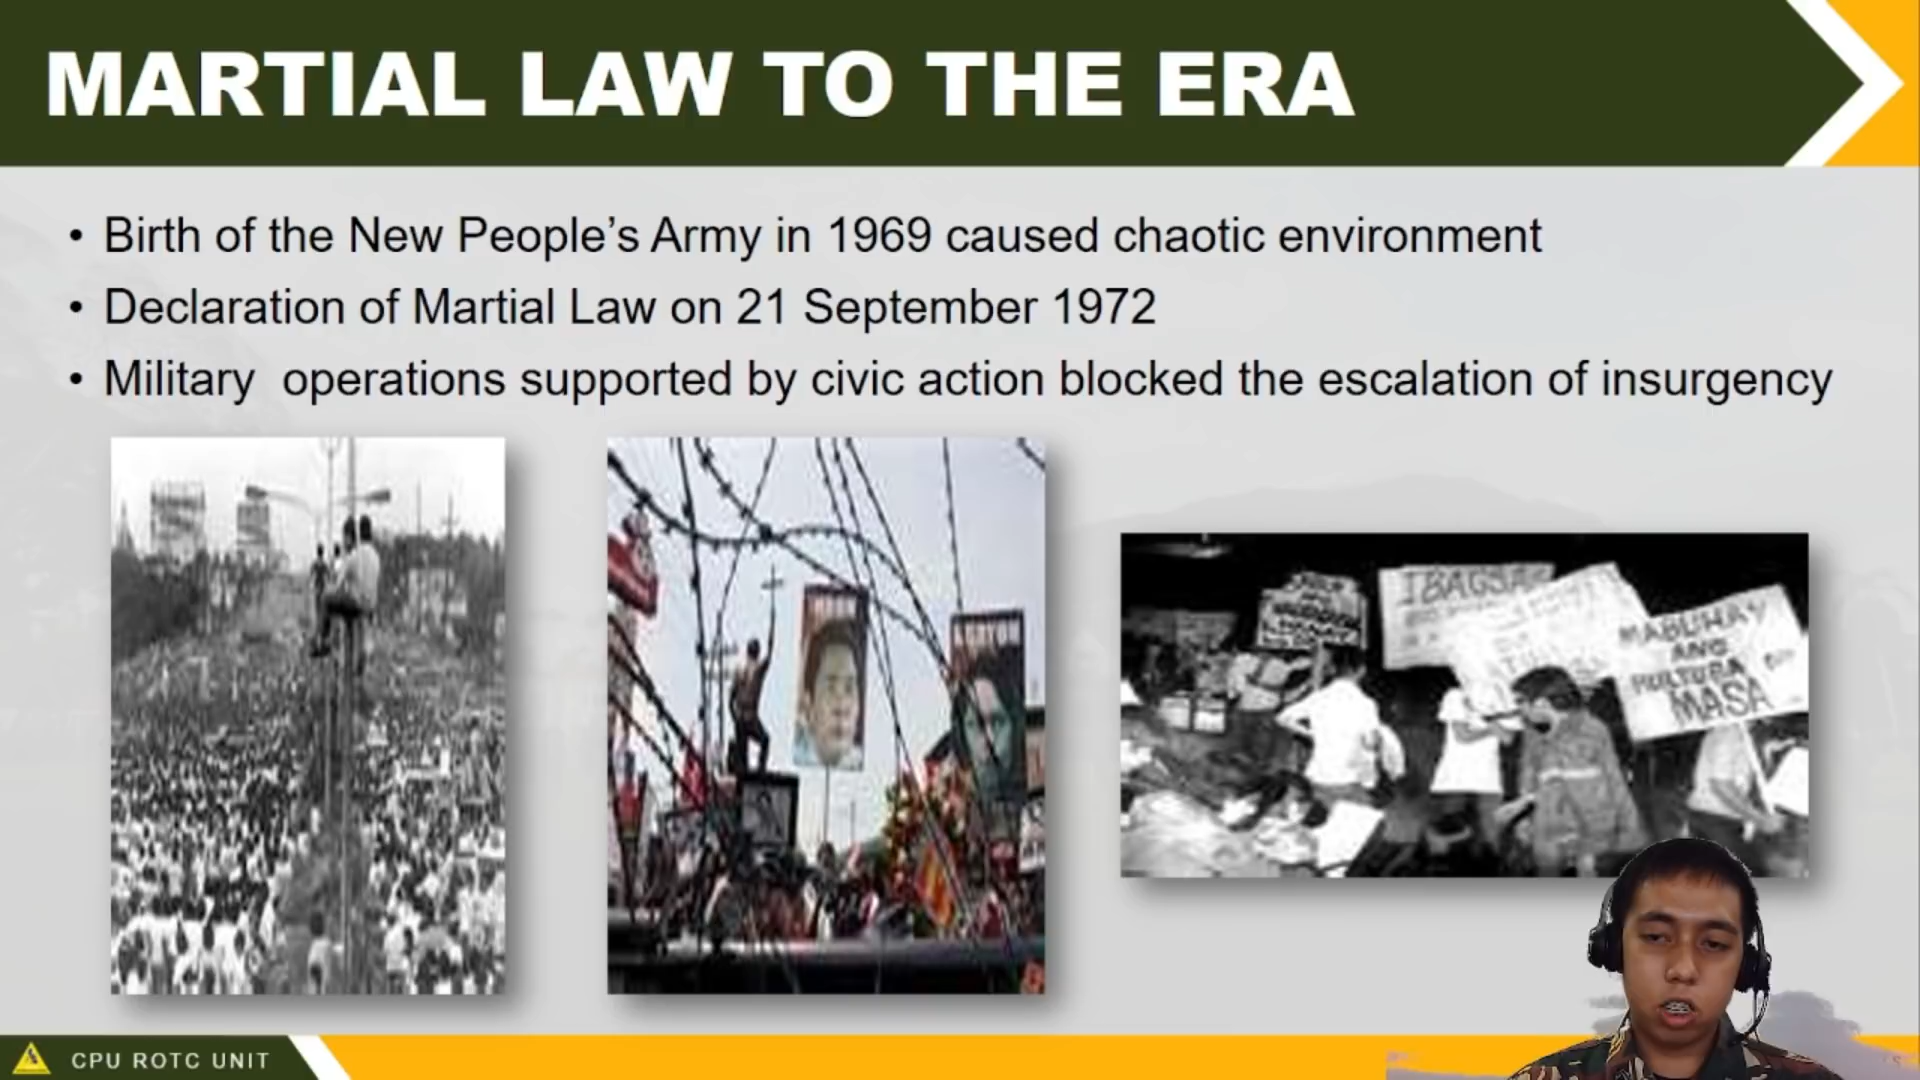 MARTIAL LAW TO THE ERA
• Birth of the New People's Army in 1969 caused chaotic environment
• Declaration of Martial Law on 21 September 1972
• Military operations supported by civic action blocked the escalation of insurgency
MABUHAY
ANG
KULTURA
MASA
CPU ROTC UNIT